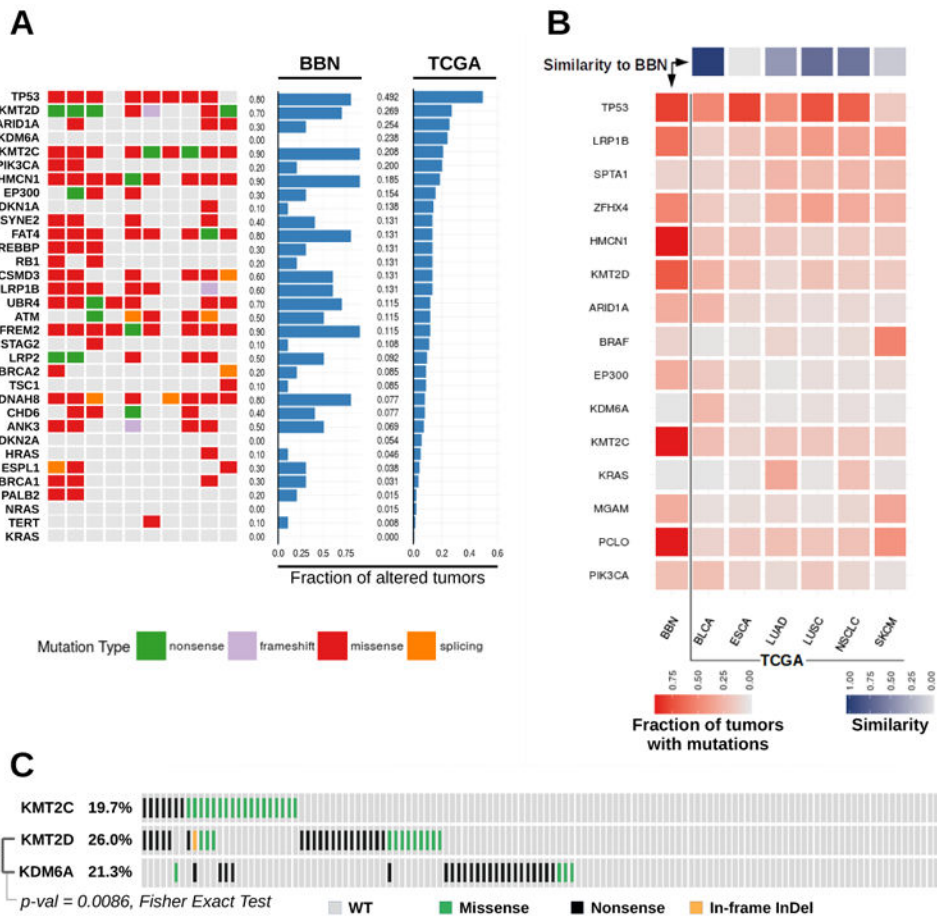 A
BBN
TCGA
TP53 0.80 0.492
KMT2D 0.70 0.269
ARID1A 0.30 0.254
KDM6A 0.00 0.238
KMT2C 0.90 0.208
PIK3CA 0.20 0.200
HMCN1 0.90 0.185
EP300 0.30 0.154
DKN1A 0.10 0.138
SYNE2 0.40 0.131
FAT4 0.80 0.131
REBBP 0.30 0.131
RB1 0.20 0.131
CSMD3 0.60 0.131
LRP1B 0.60 0.131
UBR4 0.70 0.115
ATM 0.50 0.115
FREM2 0.90 0.115
STAG2 0.10 0.108
LRP2 0.50 0.092
BRCA2 0.20 0.085
TSC1 0.10 0.085
DNAH8 0.80 0.077
CHD6 0.40 0.077
ANK3 0.50 0.069
DKN2A 0.00 0.054
HRAS 0.10 0.046
ESPL1 0.30 0.038
BRCA1 0.30 0.031
PALB2 0.20 0.015
NRAS 0.00 0.015
TERT 0.10 0.008
KRAS 0.00 0.000
0.0 0.25 0.5 0.75 0.0 0.2 0.4 0.6
Fraction of altered tumors
Mutation Type nonsense frameshift missense splicing
B
Similarity to BBN
TP53
LRP1B
SPTA1
ZFHX4
HMCN1
KMT2D
ARID1A
BRAF
EP300
KDM6A
KMT2C
KRAS
MGAM
PCLO
PIK3CA
BBN BLCA ESCA LUAD LUSC NSCLC SKCM
TCGA
0.75 0.50 0.25 0.00
Fraction of tumors
with mutations
1.00 0.75 0.50 0.25 0.00
Similarity
C
KMT2C 19.7%
KMT2D 26.0%
KDM6A 21.3%
p-val = 0.0086, Fisher Exact Test
WT Missense Nonsense In-frame InDel